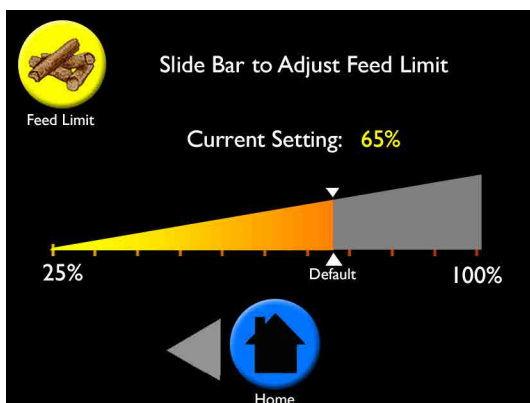 Slide Bar to Adjust Feed Limit
Feed Limit
Current Setting: 65%
25%
Default
100%
Home